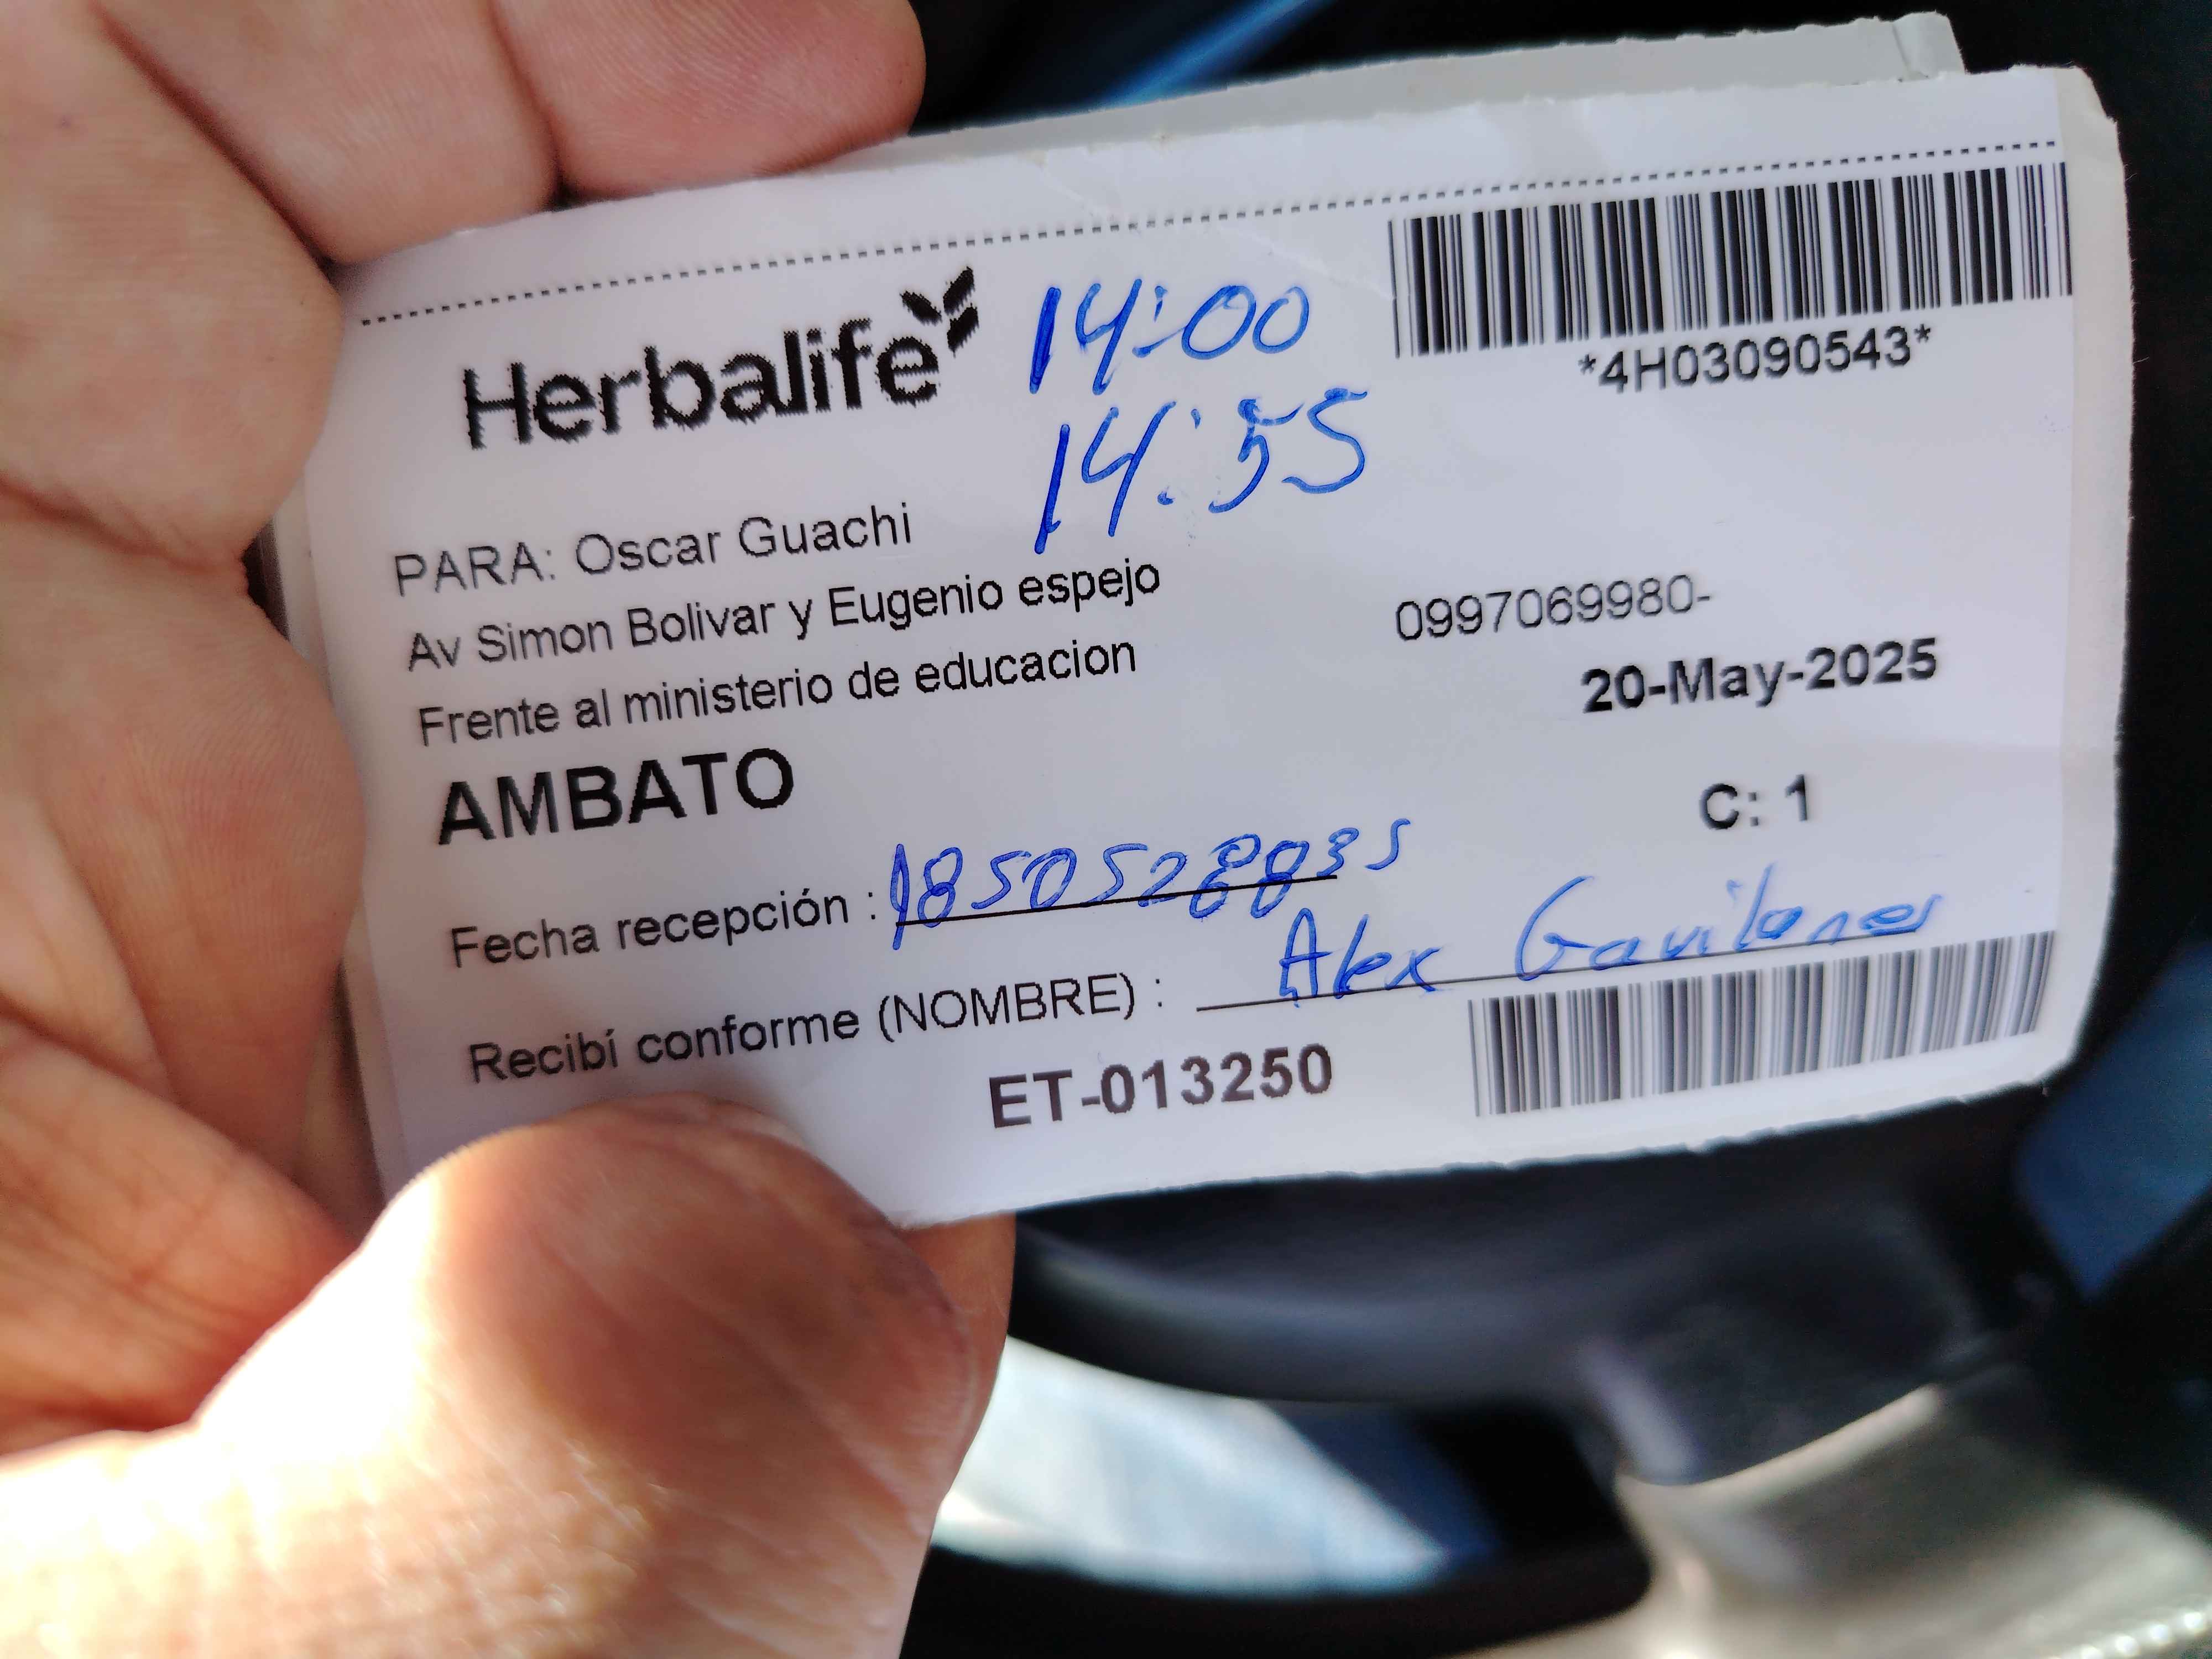 Herbalife
14:00
14:55
*4H03090543*
PARA: Oscar Guachi
Av Simon Bolivar y Eugenio espejo
0997069980-
Frente al ministerio de educacion
20-May-2025
AMBATO
C: 1
Fecha recepción : 1850528835
Recibí conforme (NOMBRE) : Alex Gavilanes
ET-013250